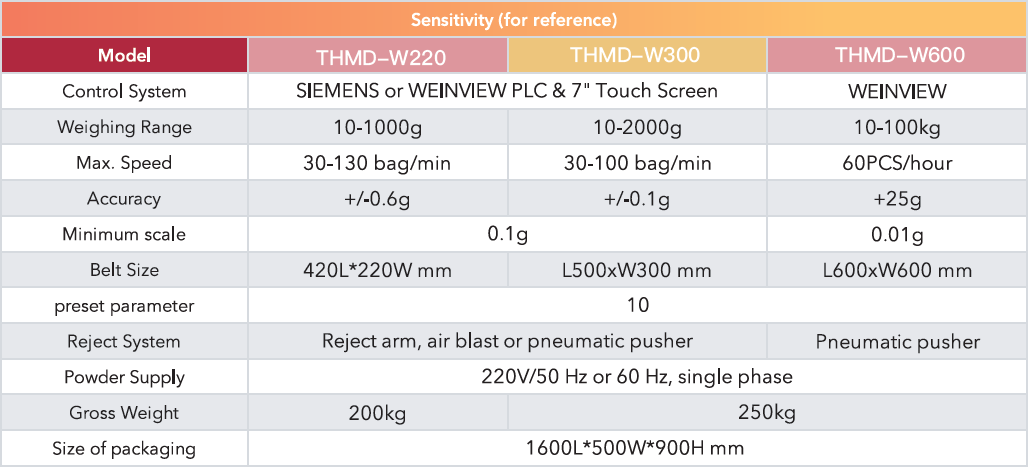 Sensitivity (for reference)
Model THMD–W220 THMD–W300 THMD–W600
Control System SIEMENS or WEINVIEW PLC & 7" Touch Screen WEINVIEW
Weighing Range 10-1000g 10-2000g 10-100kg
Max. Speed 30-130 bag/min 30-100 bag/min 60PCS/hour
Accuracy +/-0.6g +/-0.1g +25g
Minimum scale 0.1g 0.01g
Belt Size 420L*220W mm L500xW300 mm L600xW600 mm
preset parameter 10
Reject System Reject arm, air blast or pneumatic pusher Pneumatic pusher
Powder Supply 220V/50 Hz or 60 Hz, single phase
Gross Weight 200kg 250kg
Size of packaging 1600L*500W*900H mm